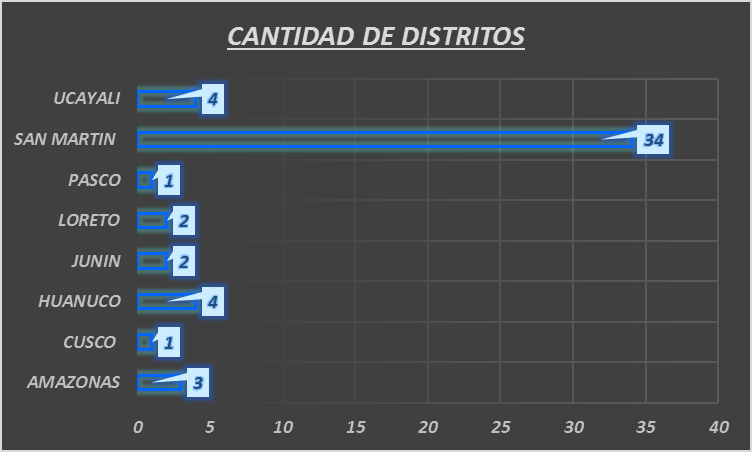 CANTIDAD DE DISTRITOS
UCAYALI 4
SAN MARTIN 34
PASCO 1
LORETO 2
JUNIN 2
HUANUCO 4
CUSCO 1
AMAZONAS 3
0 5 10 15 20 25 30 35 40